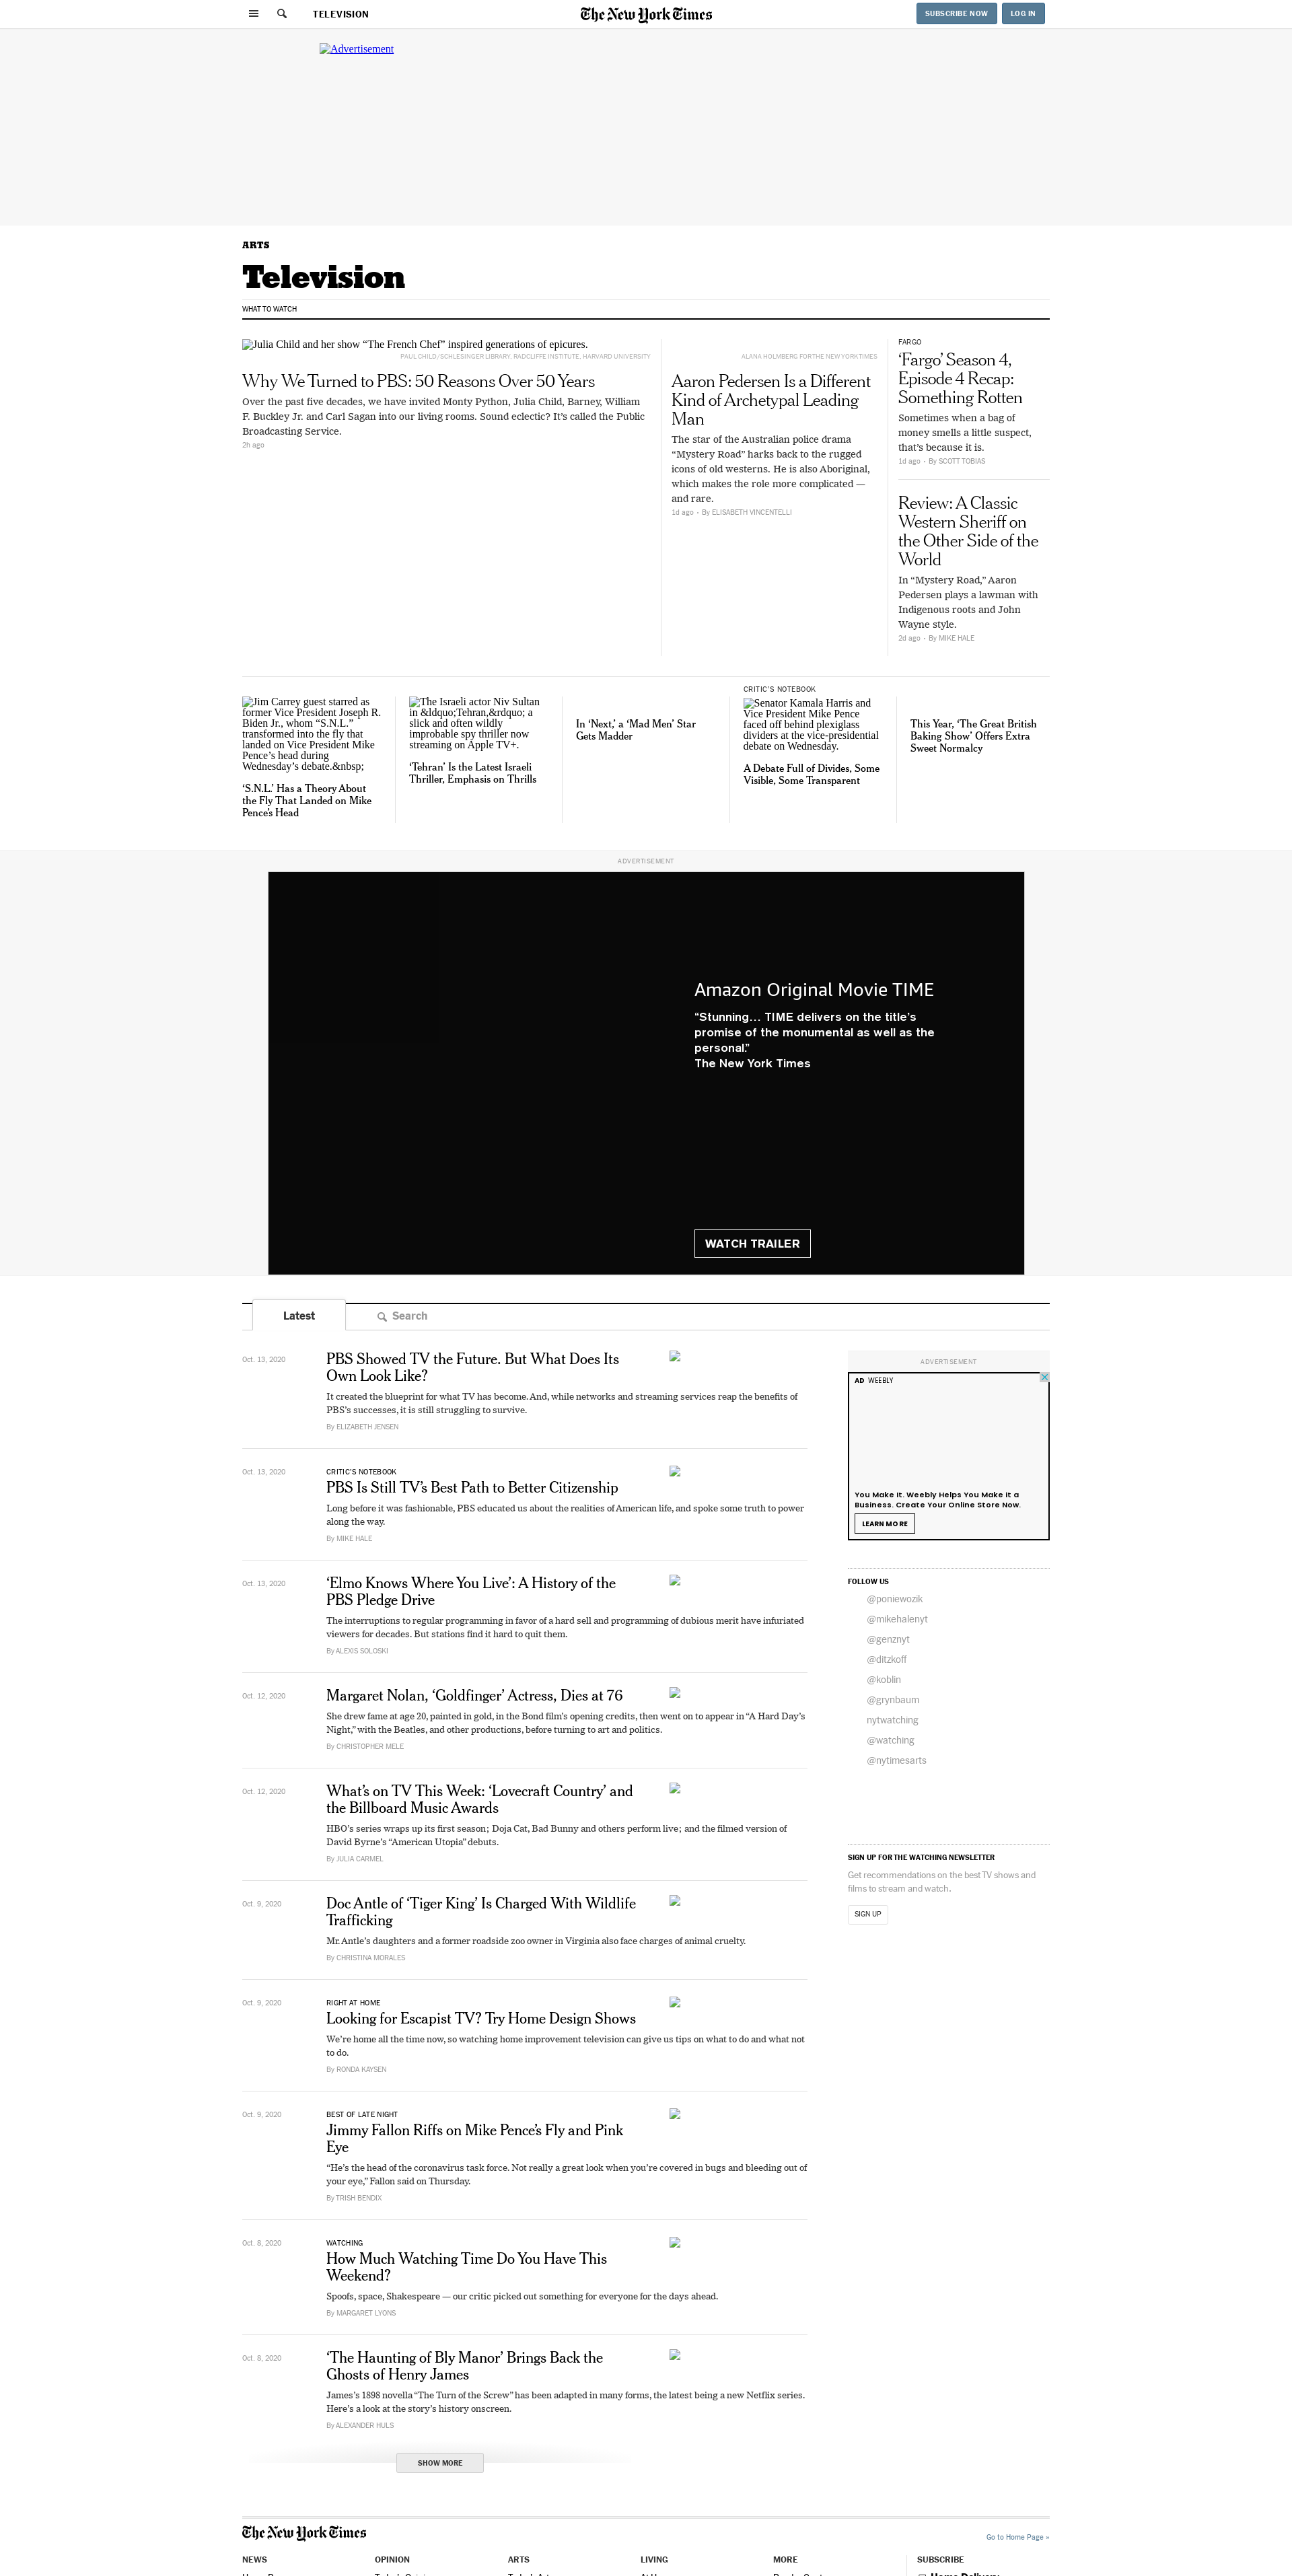 TELEVISION
The New York Times
SUBSCRIBE NOW
LOG IN
Advertisement
ARTS
Television
WHAT TO WATCH
Julia Child and her show “The French Chef” inspired generations of epicures.
PAUL CHILD/SCHLESINGER LIBRARY, RADCLIFFE INSTITUTE, HARVARD UNIVERSITY
Why We Turned to PBS: 50 Reasons Over 50 Years
Over the past five decades, we have invited Monty Python, Julia Child, Barney, William
F. Buckley Jr. and Carl Sagan into our living rooms. Sound eclectic? It’s called the Public
Broadcasting Service.
2h ago
ALANA HOLMBERG FOR THE NEW YORK TIMES
Aaron Pedersen Is a Different
Kind of Archetypal Leading
Man
The star of the Australian police drama
“Mystery Road” harks back to the rugged
icons of old westerns. He is also Aboriginal,
which makes the role more complicated —
and rare.
1d ago • By ELISABETH VINCENTELLI
FARGO
‘Fargo’ Season 4,
Episode 4 Recap:
Something Rotten
Sometimes when a bag of
money smells a little suspect,
that’s because it is.
1d ago • By SCOTT TOBIAS
Review: A Classic
Western Sheriff on
the Other Side of the
World
In “Mystery Road,” Aaron
Pedersen plays a lawman with
Indigenous roots and John
Wayne style.
2d ago • By MIKE HALE
Jim Carrey guest starred as
former Vice President Joseph R.
Biden Jr., whom “S.N.L.”
transformed into the fly that
landed on Vice President Mike
Pence’s head during
Wednesday’s debate.&nbsp;
‘S.N.L.’ Has a Theory About
the Fly That Landed on Mike
Pence’s Head
The Israeli actor Niv Sultan
in &ldquo;Tehran,&rdquo; a
slick and often wildly
improbable spy thriller now
streaming on Apple TV+.
‘Tehran’ Is the Latest Israeli
Thriller, Emphasis on Thrills
In ‘Next,’ a ‘Mad Men’ Star
Gets Madder
CRITIC’S NOTEBOOK
Senator Kamala Harris and
Vice President Mike Pence
faced off behind plexiglass
dividers at the vice-presidential
debate on Wednesday.
A Debate Full of Divides, Some
Visible, Some Transparent
This Year, ‘The Great British
Baking Show’ Offers Extra
Sweet Normalcy
ADVERTISEMENT
Amazon Original Movie TIME
“Stunning… TIME delivers on the title’s
promise of the monumental as well as the
personal.”
The New York Times
WATCH TRAILER
Latest
Search
Oct. 13, 2020
PBS Showed TV the Future. But What Does Its
Own Look Like?
It created the blueprint for what TV has become. And, while networks and streaming services reap the benefits of
PBS’s successes, it is still struggling to survive.
By ELIZABETH JENSEN
Oct. 13, 2020
CRITIC’S NOTEBOOK
PBS Is Still TV’s Best Path to Better Citizenship
Long before it was fashionable, PBS educated us about the realities of American life, and spoke some truth to power
along the way.
By MIKE HALE
Oct. 13, 2020
‘Elmo Knows Where You Live’: A History of the
PBS Pledge Drive
The interruptions to regular programming in favor of a hard sell and programming of dubious merit have infuriated
viewers for decades. But stations find it hard to quit them.
By ALEXIS SOLOSKI
Oct. 12, 2020
Margaret Nolan, ‘Goldfinger’ Actress, Dies at 76
She drew fame at age 20, painted in gold, in the Bond film’s opening credits, then went on to appear in “A Hard Day’s
Night,” with the Beatles, and other productions, before turning to art and politics.
By CHRISTOPHER MELE
Oct. 12, 2020
What’s on TV This Week: ‘Lovecraft Country’ and
the Billboard Music Awards
HBO’s series wraps up its first season; Doja Cat, Bad Bunny and others perform live; and the filmed version of
David Byrne’s “American Utopia” debuts.
By JULIA CARMEL
Oct. 9, 2020
Doc Antle of ‘Tiger King’ Is Charged With Wildlife
Trafficking
Mr. Antle’s daughters and a former roadside zoo owner in Virginia also face charges of animal cruelty.
By CHRISTINA MORALES
Oct. 9, 2020
RIGHT AT HOME
Looking for Escapist TV? Try Home Design Shows
We’re home all the time now, so watching home improvement television can give us tips on what to do and what not
to do.
By RONDA KAYSEN
Oct. 9, 2020
BEST OF LATE NIGHT
Jimmy Fallon Riffs on Mike Pence’s Fly and Pink
Eye
“He’s the head of the coronavirus task force. Not really a great look when you’re covered in bugs and bleeding out of
your eye,” Fallon said on Thursday.
By TRISH BENDIX
Oct. 8, 2020
WATCHING
How Much Watching Time Do You Have This
Weekend?
Spoofs, space, Shakespeare — our critic picked out something for everyone for the days ahead.
By MARGARET LYONS
Oct. 8, 2020
‘The Haunting of Bly Manor’ Brings Back the
Ghosts of Henry James
James’s 1898 novella “The Turn of the Screw” has been adapted in many forms, the latest being a new Netflix series.
Here’s a look at the story’s history onscreen.
By ALEXANDER HULS
SHOW MORE
ADVERTISEMENT
AD WEEBLY
You Make It. Weebly Helps You Make it a
Business. Create Your Online Store Now.
LEARN MORE
FOLLOW US
@poniewozik
@mikehalenyt
@genznyt
@ditzkoff
@koblin
@grynbaum
nytwatching
@watching
@nytimesarts
SIGN UP FOR THE WATCHING NEWSLETTER
Get recommendations on the best TV shows and
films to stream and watch.
SIGN UP
The New York Times
Go to Home Page »
NEWS
OPINION
ARTS
LIVING
MORE
SUBSCRIBE